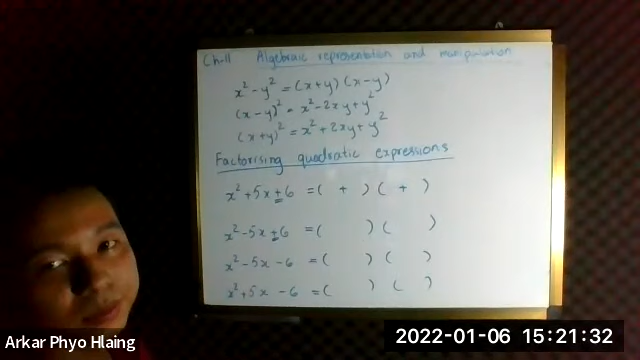 Ch-11 Algebraic representation and manipulation
x² - y² = (x+y) (x-y)
(x-y)² = x² - 2xy + y²
(x+y)² = x² + 2xy + y²
Factorising quadratic expressions
x² + 5x + 6 = ( + ) ( + )
x² - 5x + 6 = ( ) ( )
x² - 5x - 6 = ( ) ( )
x² + 5x - 6 = ( ) ( )
Arkar Phyo Hlaing
2022-01-06 15:21:32